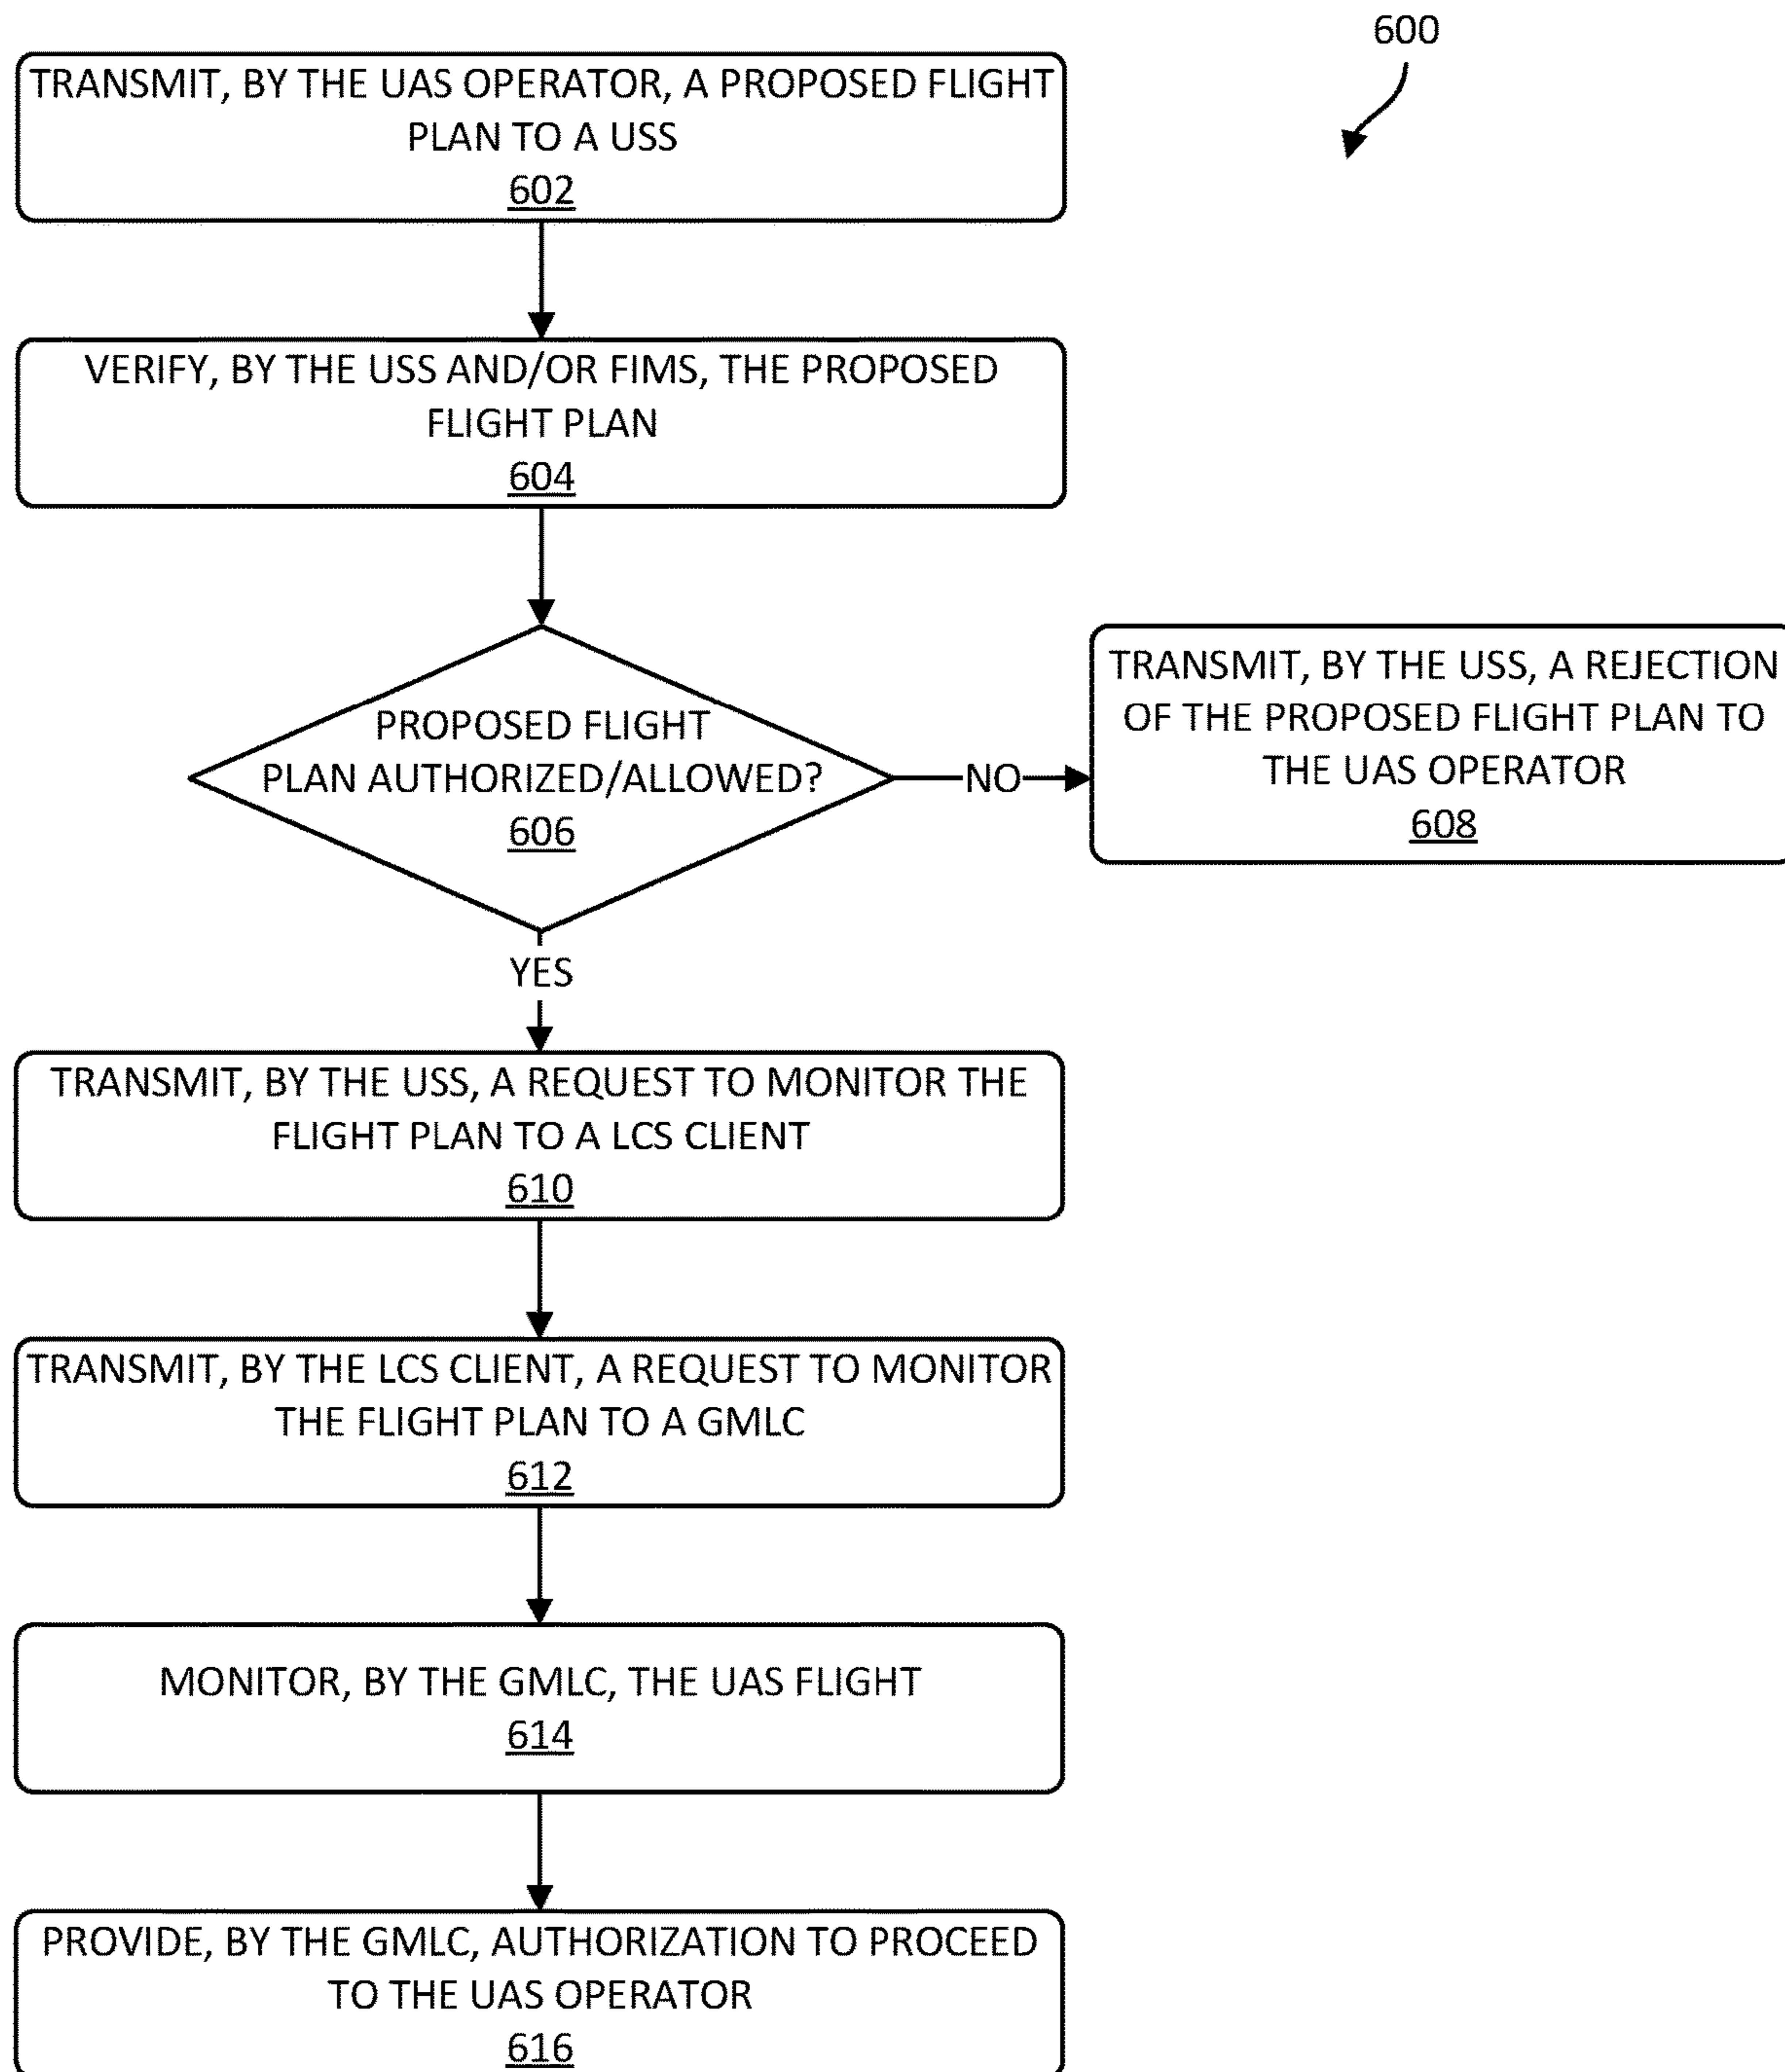 600
TRANSMIT, BY THE UAS OPERATOR, A PROPOSED FLIGHT
PLAN TO A USS
602
VERIFY, BY THE USS AND/OR FIMS, THE PROPOSED
FLIGHT PLAN
604
PROPOSED FLIGHT
PLAN AUTHORIZED/ALLOWED?
606
NO
TRANSMIT, BY THE USS, A REJECTION
OF THE PROPOSED FLIGHT PLAN TO
THE UAS OPERATOR
608
YES
TRANSMIT, BY THE USS, A REQUEST TO MONITOR THE
FLIGHT PLAN TO A LCS CLIENT
610
TRANSMIT, BY THE LCS CLIENT, A REQUEST TO MONITOR
THE FLIGHT PLAN TO A GMLC
612
MONITOR, BY THE GMLC, THE UAS FLIGHT
614
PROVIDE, BY THE GMLC, AUTHORIZATION TO PROCEED
TO THE UAS OPERATOR
616